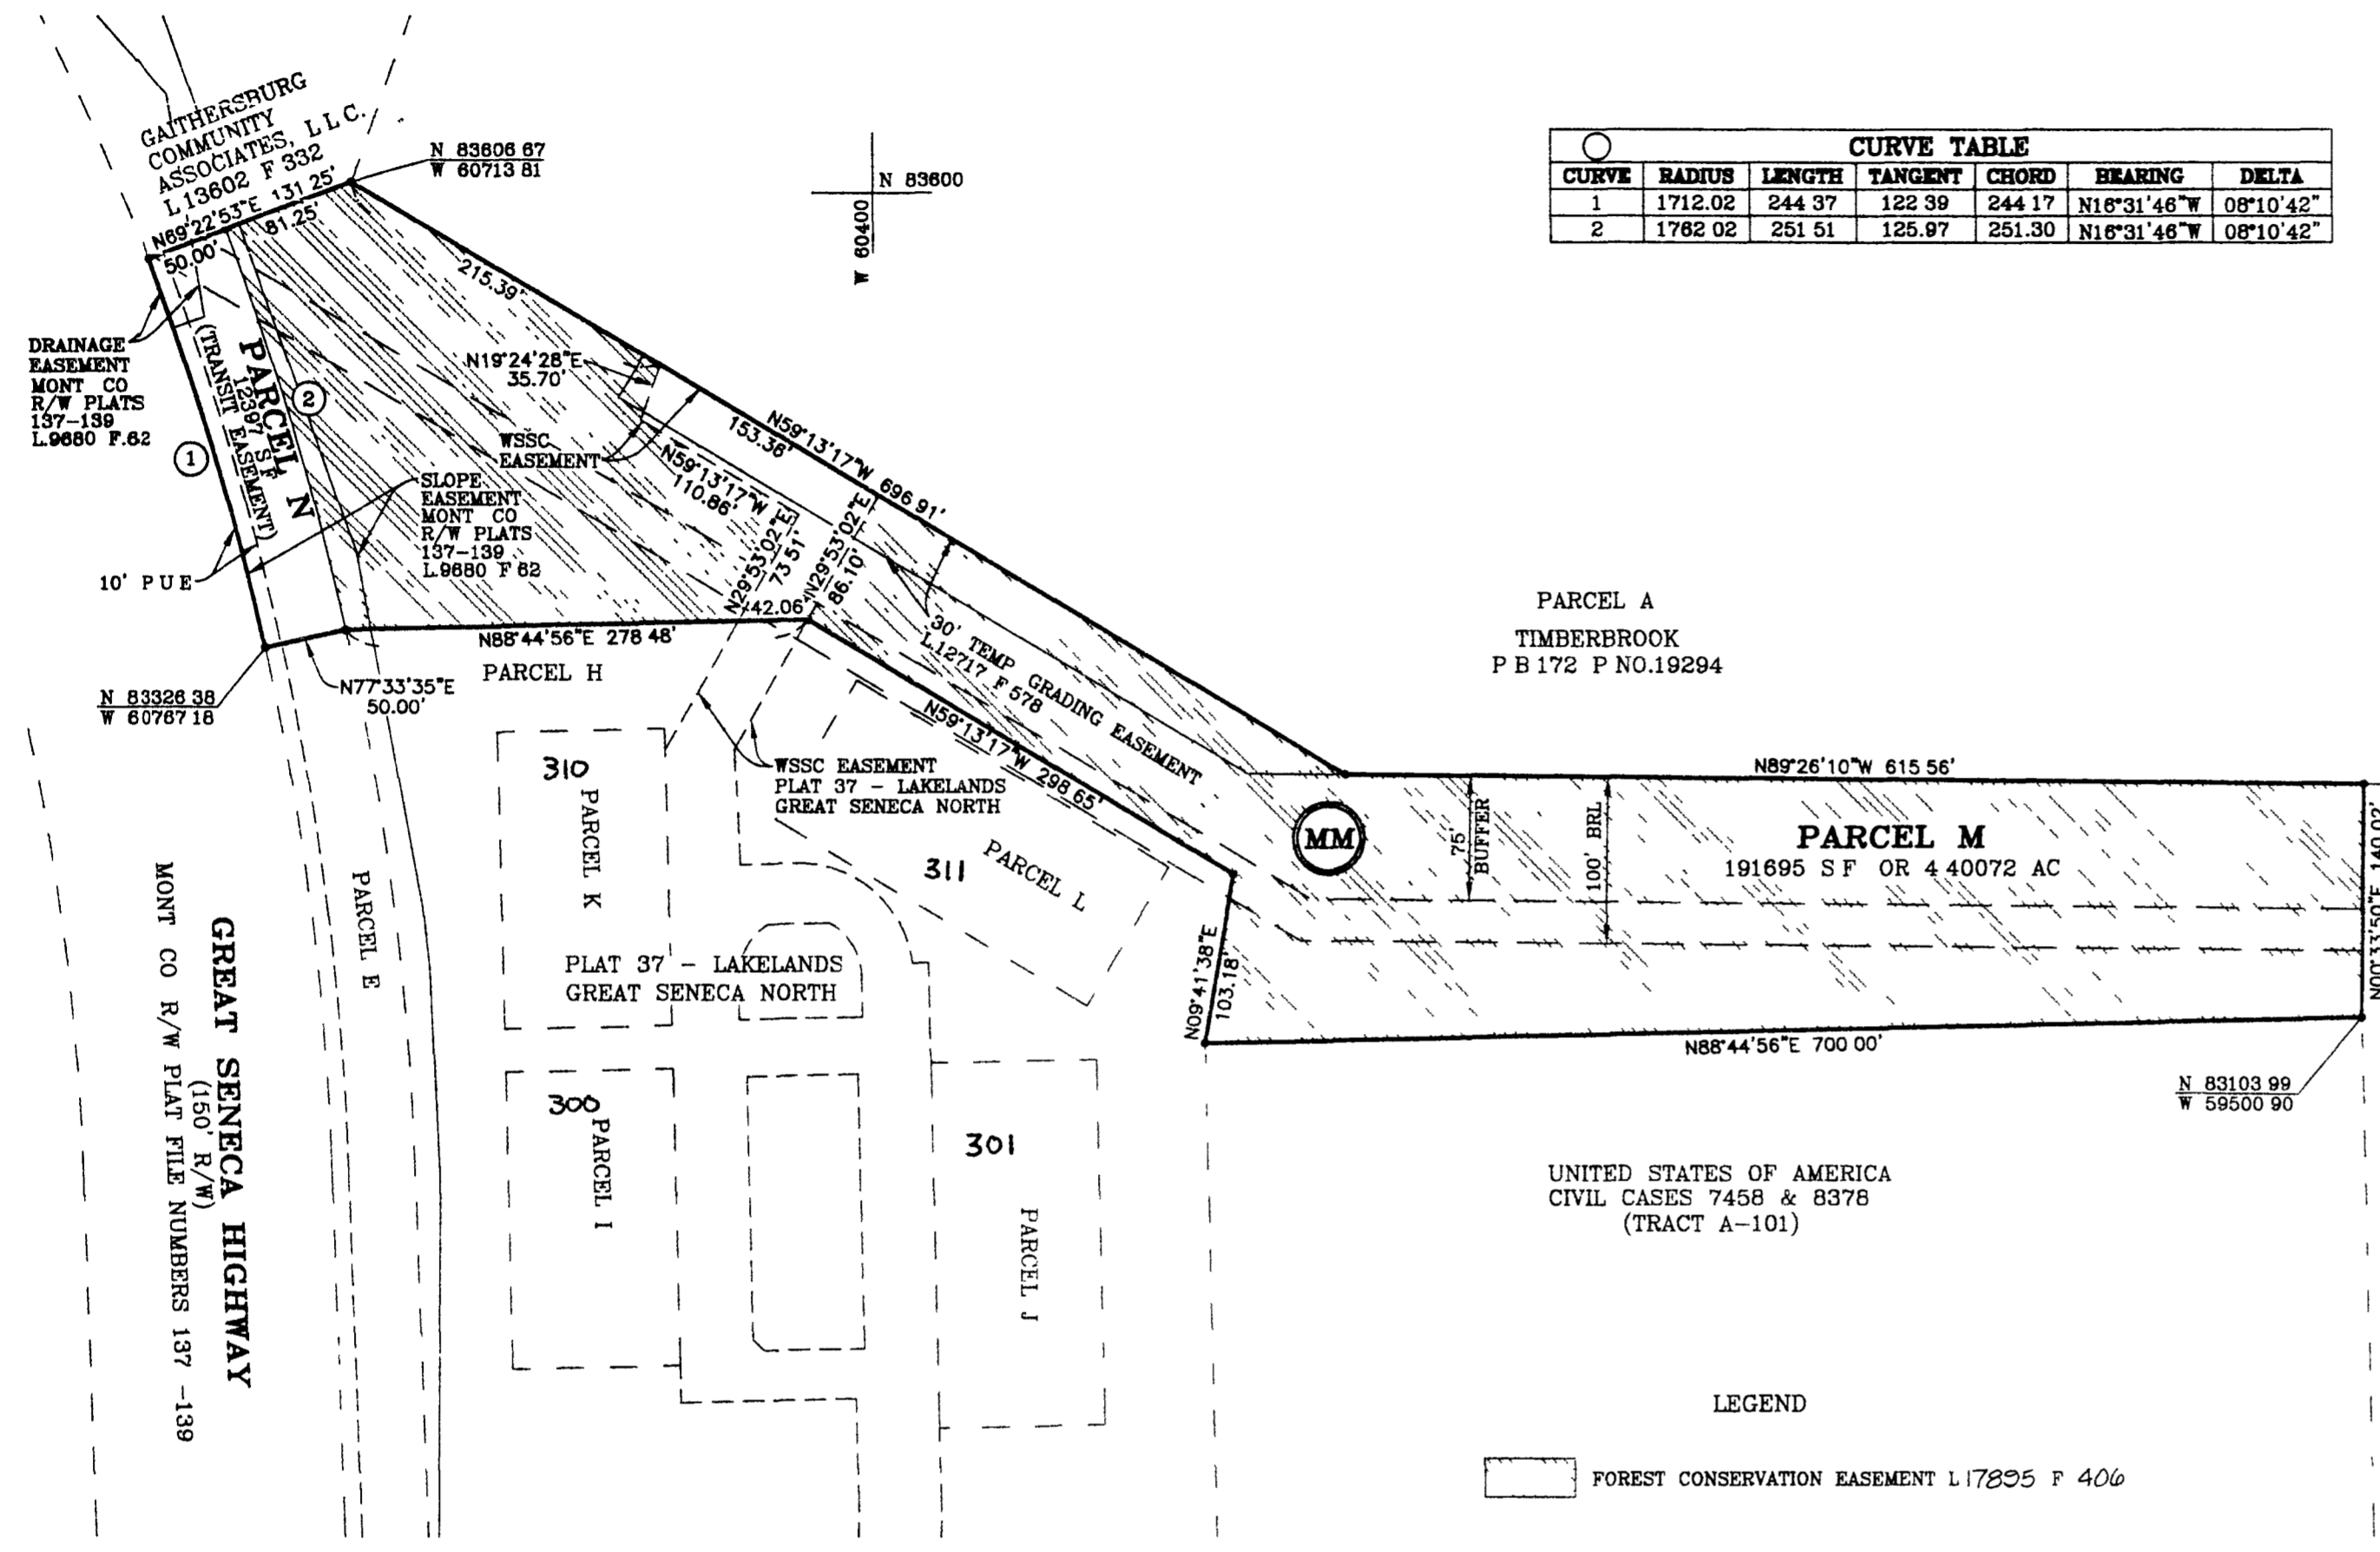 GAITHERSBURG
COMMUNITY
ASSOCIATES, L L C.
L 13602 F 332
N69°22'53"E 131 25'
50.00'
81.25'
N 83606 67
W 60713 81
N 83600
W 60400
CURVE TABLE
CURVE RADIUS LENGTH TANGENT CHORD BEARING DELTA
1 1712.02 244 37 122 39 244 17 N16°31'46"W 08°10'42"
2 1762 02 251 51 125.97 251.30 N16°31'46"W 08°10'42"
DRAINAGE
EASEMENT
MONT CO
R/W PLATS
137-139
L.9680 F.62
1
PARCEL N
12397 SF
(TRANSIT EASEMENT)
2
215.39'
N19°24'28"E
35.70'
WSSC
EASEMENT
N59°13'17"W 696 91'
153.36'
N59°13'17"W
110.86'
SLOPE
EASEMENT
MONT CO
R/W PLATS
137-139
L.9680 F 62
N29°53'02"E
73.51'
N29°53'02"E
86.10'
42.06'
10' P U E
N88°44'56"E 278 48'
PARCEL H
N77°33'35"E
50.00'
N 83326 38
W 60767 18
30' TEMP GRADING EASEMENT
L.12717 F 578
N59°13'17"W 298 65'
WSSC EASEMENT
PLAT 37 - LAKELANDS
GREAT SENECA NORTH
PARCEL A
TIMBERBROOK
P B 172 P NO.19294
N89°26'10"W 615 56'
MM
75'
BUFFER
100' BRL
PARCEL M
191695 S F OR 4 40072 AC
N00°33'50"E 140 02'
N09°41'38"E
103.18'
N88°44'56"E 700 00'
N 83103 99
W 59500 90
310
PARCEL K
311
PARCEL L
PLAT 37 - LAKELANDS
GREAT SENECA NORTH
PARCEL E
GREAT SENECA HIGHWAY
(150' R/W)
MONT CO R/W PLAT FILE NUMBERS 137 -139
300
PARCEL I
301
PARCEL J
UNITED STATES OF AMERICA
CIVIL CASES 7458 & 8378
(TRACT A-101)
LEGEND
FOREST CONSERVATION EASEMENT L 17895 F 406